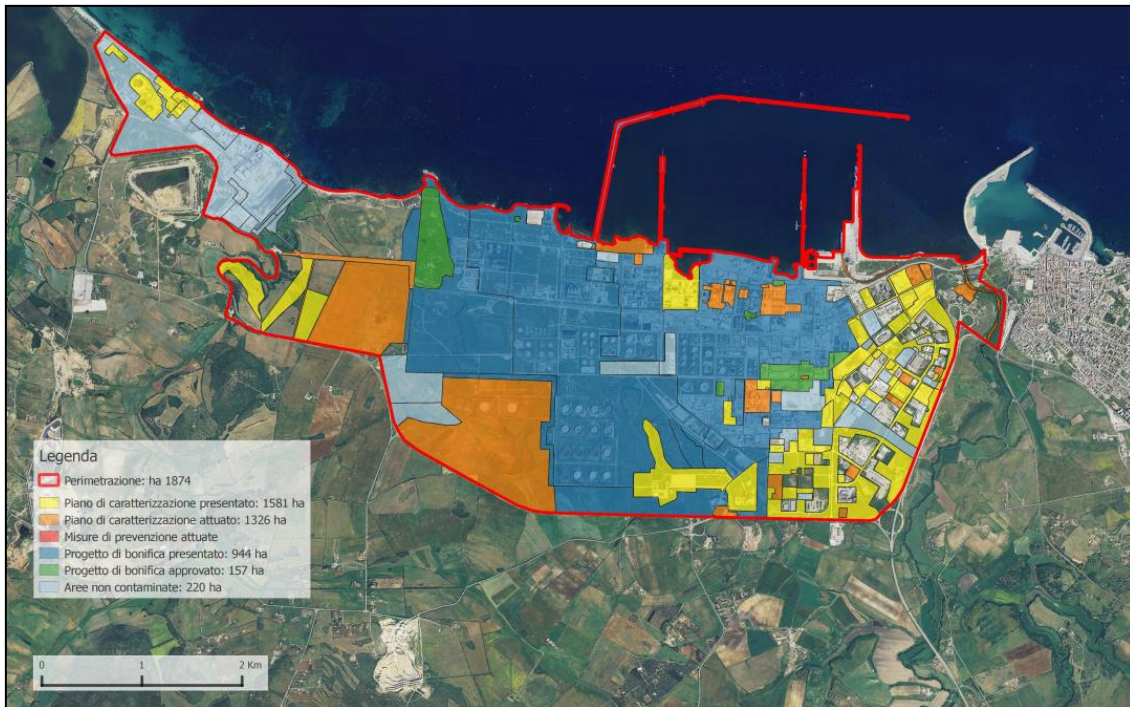 Legenda
Perimetrazione: ha 1874
Piano di caratterizzazione presentato: 1581 ha
Piano di caratterizzazione attuato: 1326 ha
Misure di prevenzione attuate
Progetto di bonifica presentato: 944 ha
Progetto di bonifica approvato: 157 ha
Aree non contaminate: 220 ha
0 1 2 Km